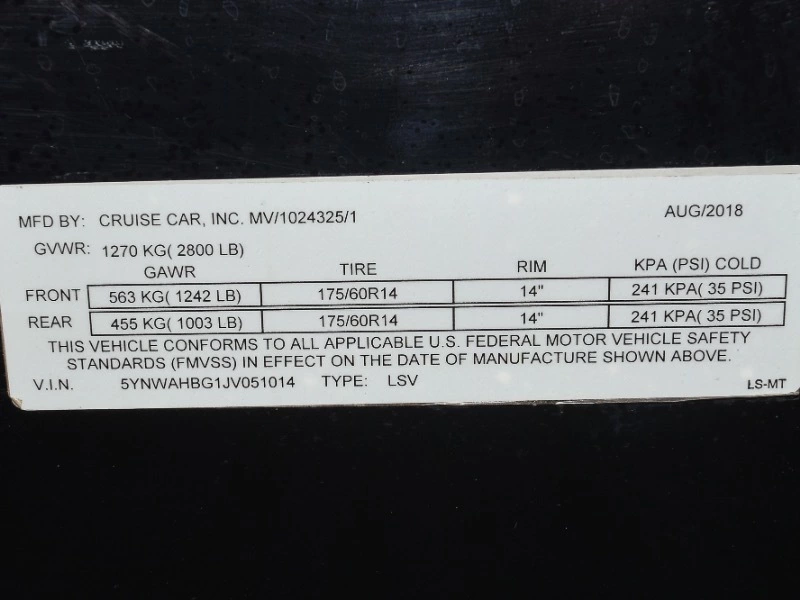 MFD BY: CRUISE CAR, INC. MV/1024325/1 AUG/2018
GVWR: 1270 KG( 2800 LB)
GAWR TIRE RIM KPA (PSI) COLD
FRONT 563 KG( 1242 LB) 175/60R14 14" 241 KPA( 35 PSI)
REAR 455 KG( 1003 LB) 175/60R14 14" 241 KPA( 35 PSI)
THIS VEHICLE CONFORMS TO ALL APPLICABLE U.S. FEDERAL MOTOR VEHICLE SAFETY
STANDARDS (FMVSS) IN EFFECT ON THE DATE OF MANUFACTURE SHOWN ABOVE.
V.I.N. 5YNWAHBG1JV051014 TYPE: LSV LS-MT